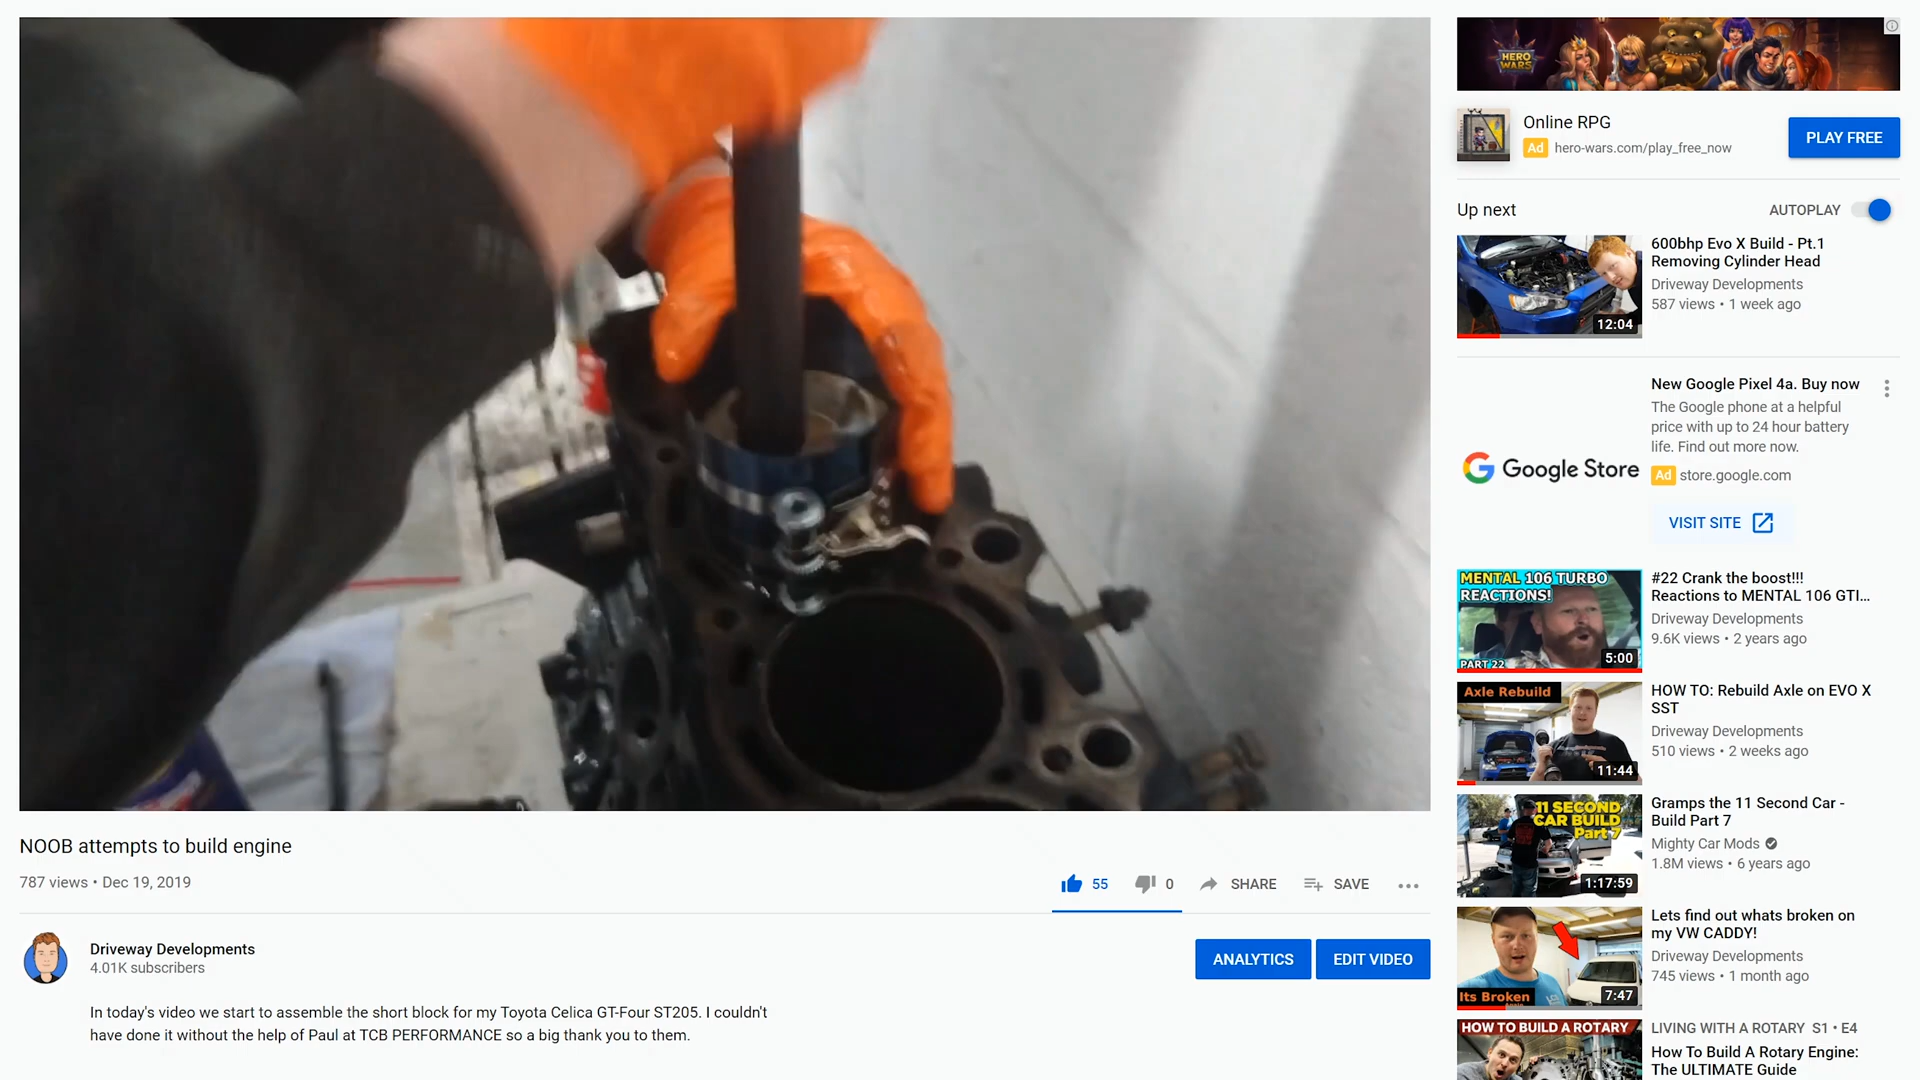 HERO
WARS
Online RPG
Ad hero-wars.com/play_free_now
PLAY FREE
Up next
AUTOPLAY
600bhp Evo X Build - Pt.1
Removing Cylinder Head
Driveway Developments
587 views • 1 week ago
12:04
New Google Pixel 4a. Buy now
The Google phone at a helpful
price with up to 24 hour battery
life. Find out more now.
Google Store
Ad store.google.com
VISIT SITE
MENTAL 106 TURBO
REACTIONS!
PART 22
5:00
#22 Crank the boost!!!
Reactions to MENTAL 106 GTI...
Driveway Developments
9.6K views • 2 years ago
Axle Rebuild
11:44
HOW TO: Rebuild Axle on EVO X
SST
Driveway Developments
510 views • 2 weeks ago
11 SECOND
CAR BUILD
Part 7
1:17:59
Gramps the 11 Second Car -
Build Part 7
Mighty Car Mods
1.8M views • 6 years ago
Its Broken
7:47
Lets find out whats broken on
my VW CADDY!
Driveway Developments
745 views • 1 month ago
HOW TO BUILD A ROTARY
LIVING WITH A ROTARY S1 • E4
How To Build A Rotary Engine:
The ULTIMATE Guide
NOOB attempts to build engine
787 views • Dec 19, 2019
55
0
SHARE
SAVE
Driveway Developments
4.01K subscribers
ANALYTICS
EDIT VIDEO
In today's video we start to assemble the short block for my Toyota Celica GT-Four ST205. I couldn't
have done it without the help of Paul at TCB PERFORMANCE so a big thank you to them.